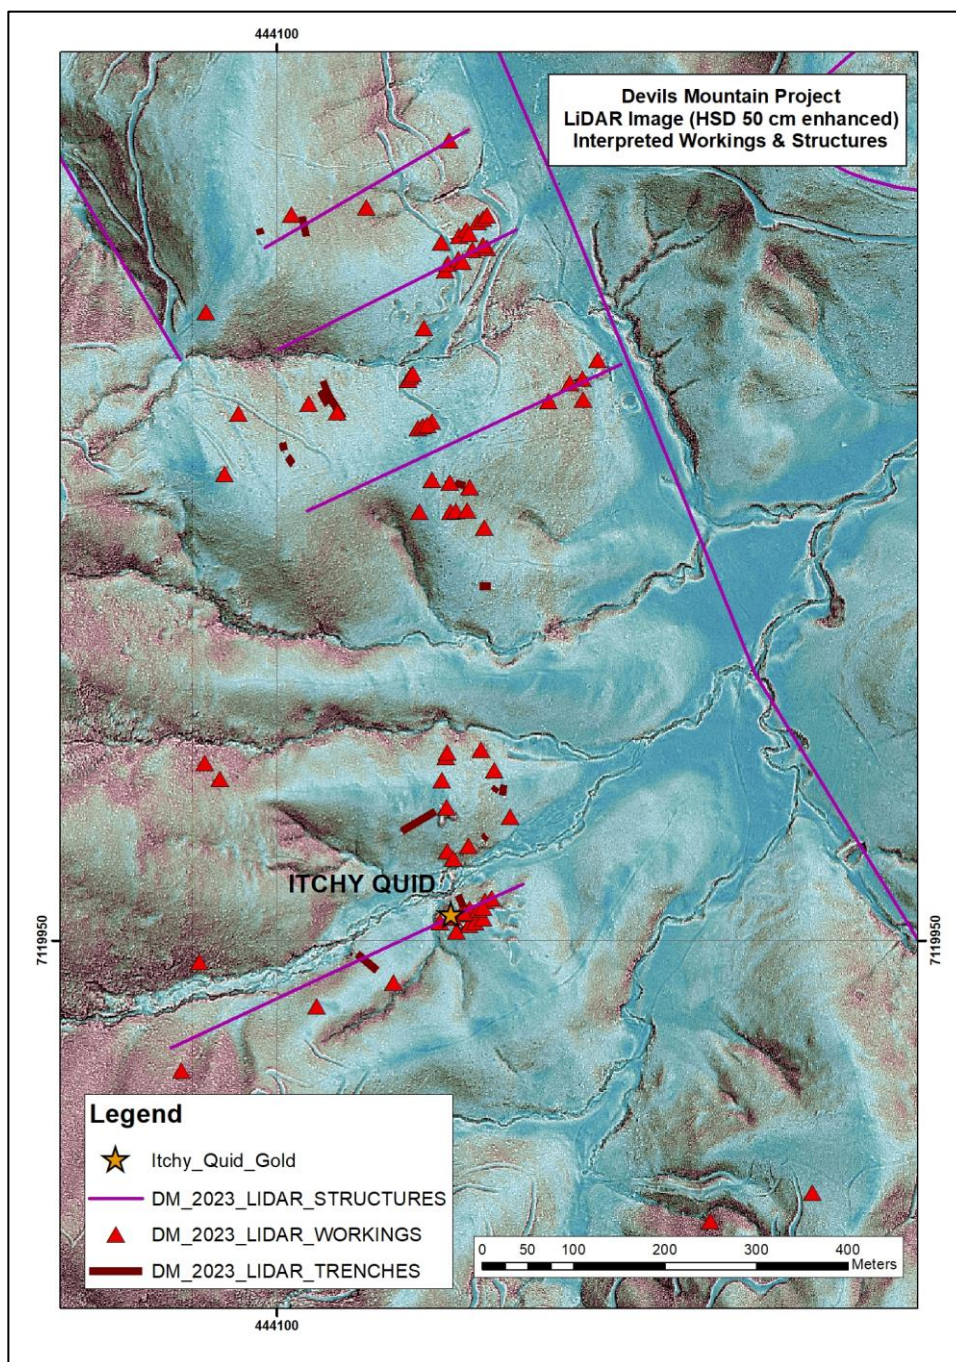 444100
Devils Mountain Project
LiDAR Image (HSD 50 cm enhanced)
Interpreted Workings & Structures
ITCHY QUID
7119950
7119950
Legend
Itchy_Quid_Gold
DM_2023_LIDAR_STRUCTURES
DM_2023_LIDAR_WORKINGS
DM_2023_LIDAR_TRENCHES
0 50 100 200 300 400
Meters
444100